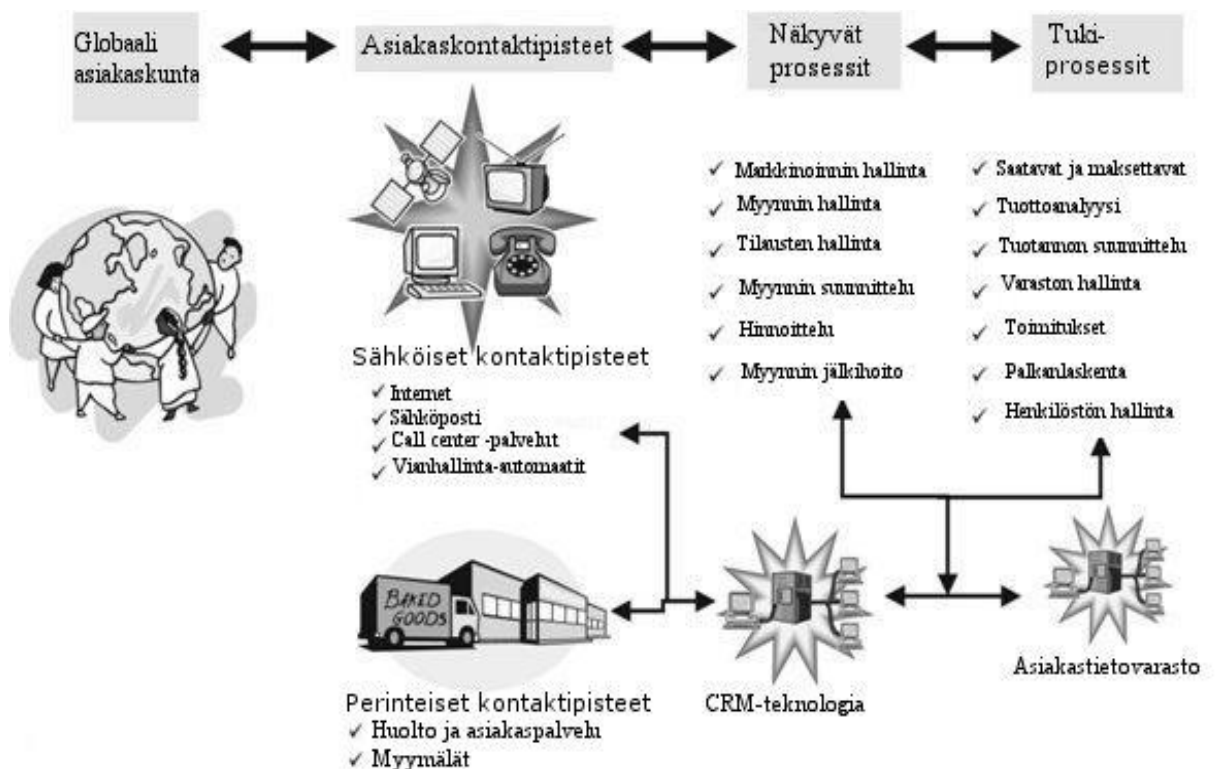 Globaali
asiakaskunta
Asiakaskontaktipisteet
Näkyvät
prosessit
Tuki-
prosessit
Sähköiset kontaktipisteet
✓ Internet
✓ Sähköposti
✓ Call center -palvelut
✓ Vianhallinta-automaatit
BAKED
GOODS
Perinteiset kontaktipisteet
✓ Huolto ja asiakaspalvelu
✓ Myymälät
✓ Markkinoinnin hallinta
✓ Myynnin hallinta
✓ Tilausten hallinta
✓ Myynnin suunnittelu
✓ Hinnoittelu
✓ Myynnin jälkihoito
✓ Saatavat ja maksettavat
✓ Tuottoanalyysi
✓ Tuotannon suunnittelu
✓ Varaston hallinta
✓ Toimitukset
✓ Palkanlaskenta
✓ Henkilöstön hallinta
CRM-teknologia
Asiakastietovarasto